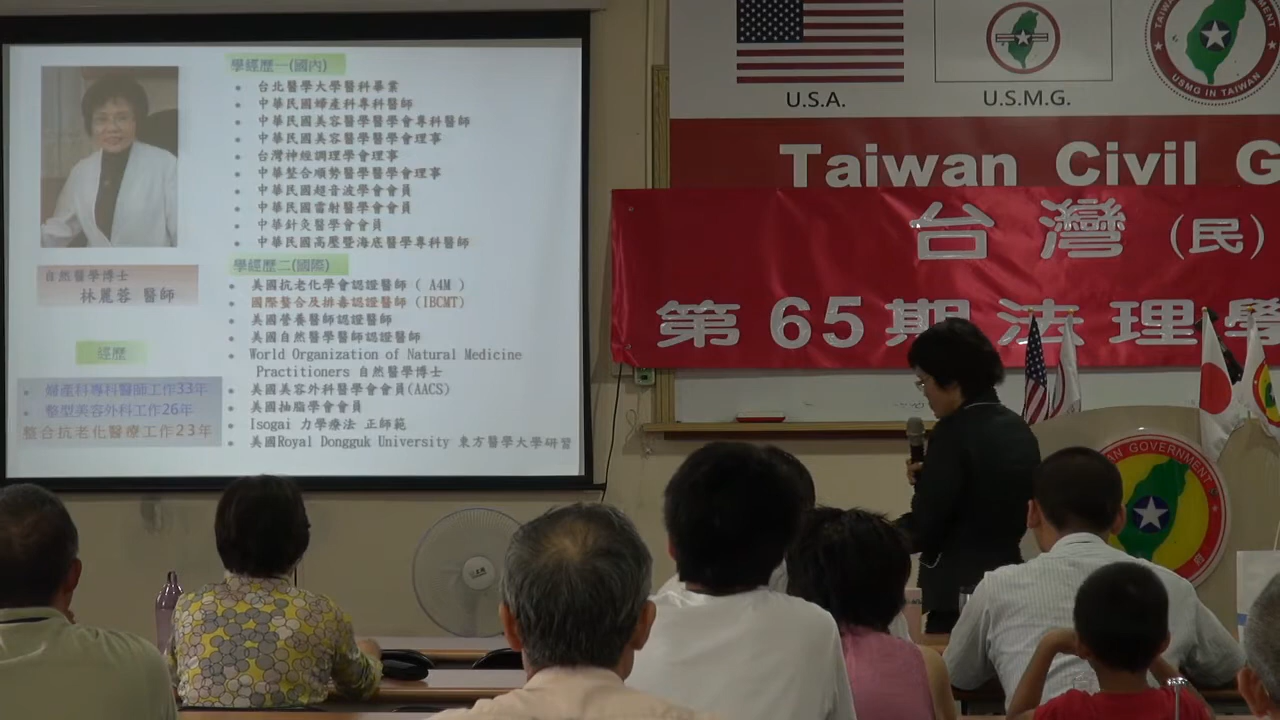 學經歷一(國內)
• 台北醫學大學醫科畢業
• 中華民國婦產科專科醫師
• 中華民國美容醫學醫學會專科醫師
• 中華民國美容醫學醫學會理事
• 台灣神經調理學會理事
• 中華整合順勢醫學醫學會理事
• 中華民國超音波學會會員
• 中華民國雷射醫學會會員
• 中華針灸醫學會會員
• 中華民國高壓暨海底醫學專科醫師
學經歷二(國際)
• 美國抗老化學會認證醫師 ( A4M )
• 國際整合及排毒認證醫師 (IBCMT)
• 美國營養醫師認證醫師
• 美國自然醫學醫師認證醫師
• World Organization of Natural Medicine
Practitioners 自然醫學博士
• 美國美容外科醫學會會員(AACS)
• 美國抽脂學會會員
• Isogai 力學療法 正師範
• 美國Royal Dongguk University 東方醫學大學研習
自然醫學博士
林麗蓉 醫師
經歷
• 婦產科專科醫師工作33年
• 整型美容外科工作26年
整合抗老化醫療工作23年
U.S.A.
U.S.M.G.
USMG IN TAIWAN
Taiwan Civil G
台灣(民)
第65期法理學
AN GOVERNMENT